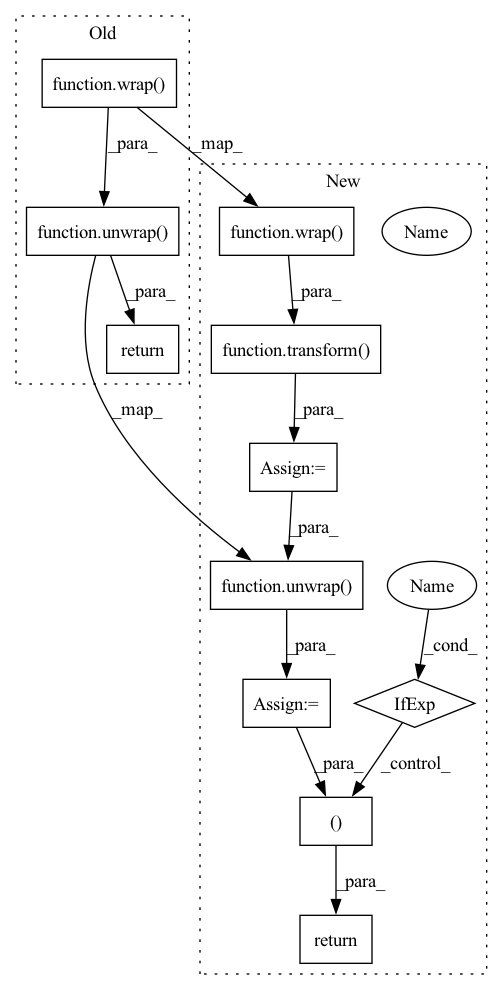 Old
function.wrap()
_para_
_map_
New
function.unwrap()
function.wrap()
Name
_para_
_para_
return
function.transform()
_map_
_para_
Assign:=
_para_
function.unwrap()
Name
_para_
_cond_
Assign:=
IfExp
_para_
_control_
()
_para_
return